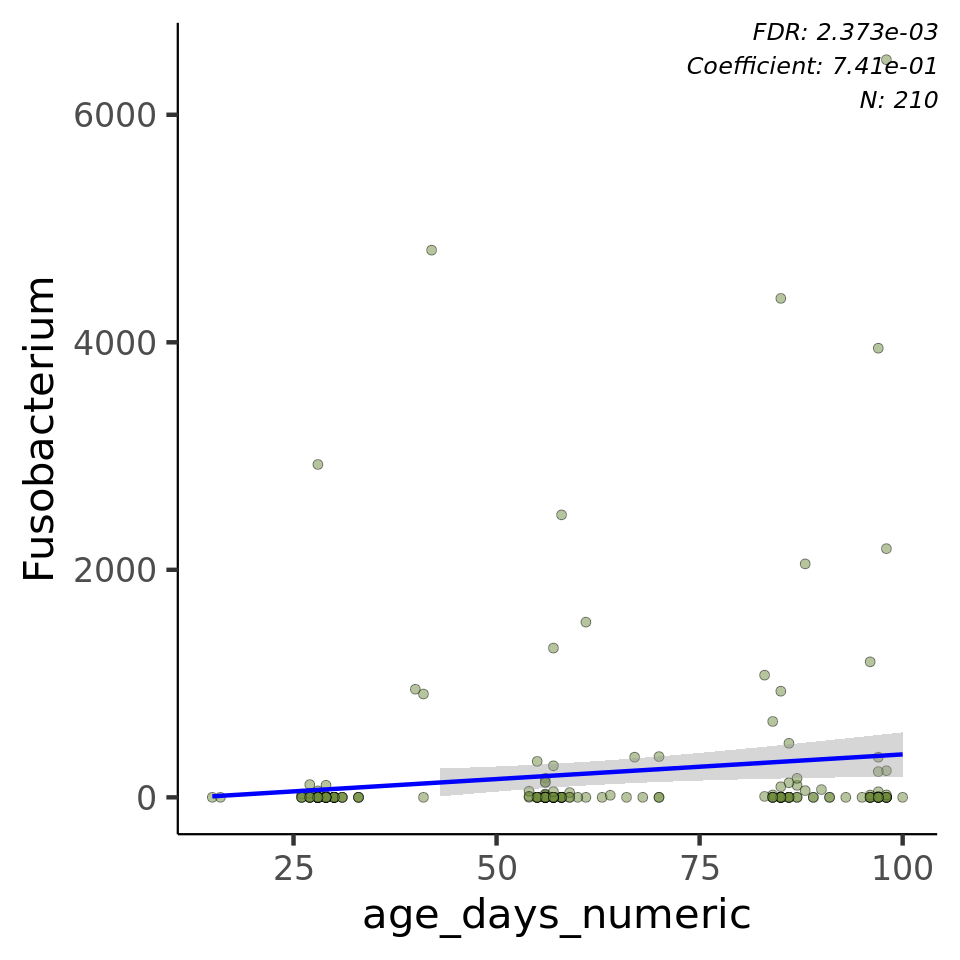 FDR: 2.373e-03
Coefficient: 7.41e-01
N: 210
6000
4000
2000
0
Fusobacterium
25 50 75 100
age_days_numeric